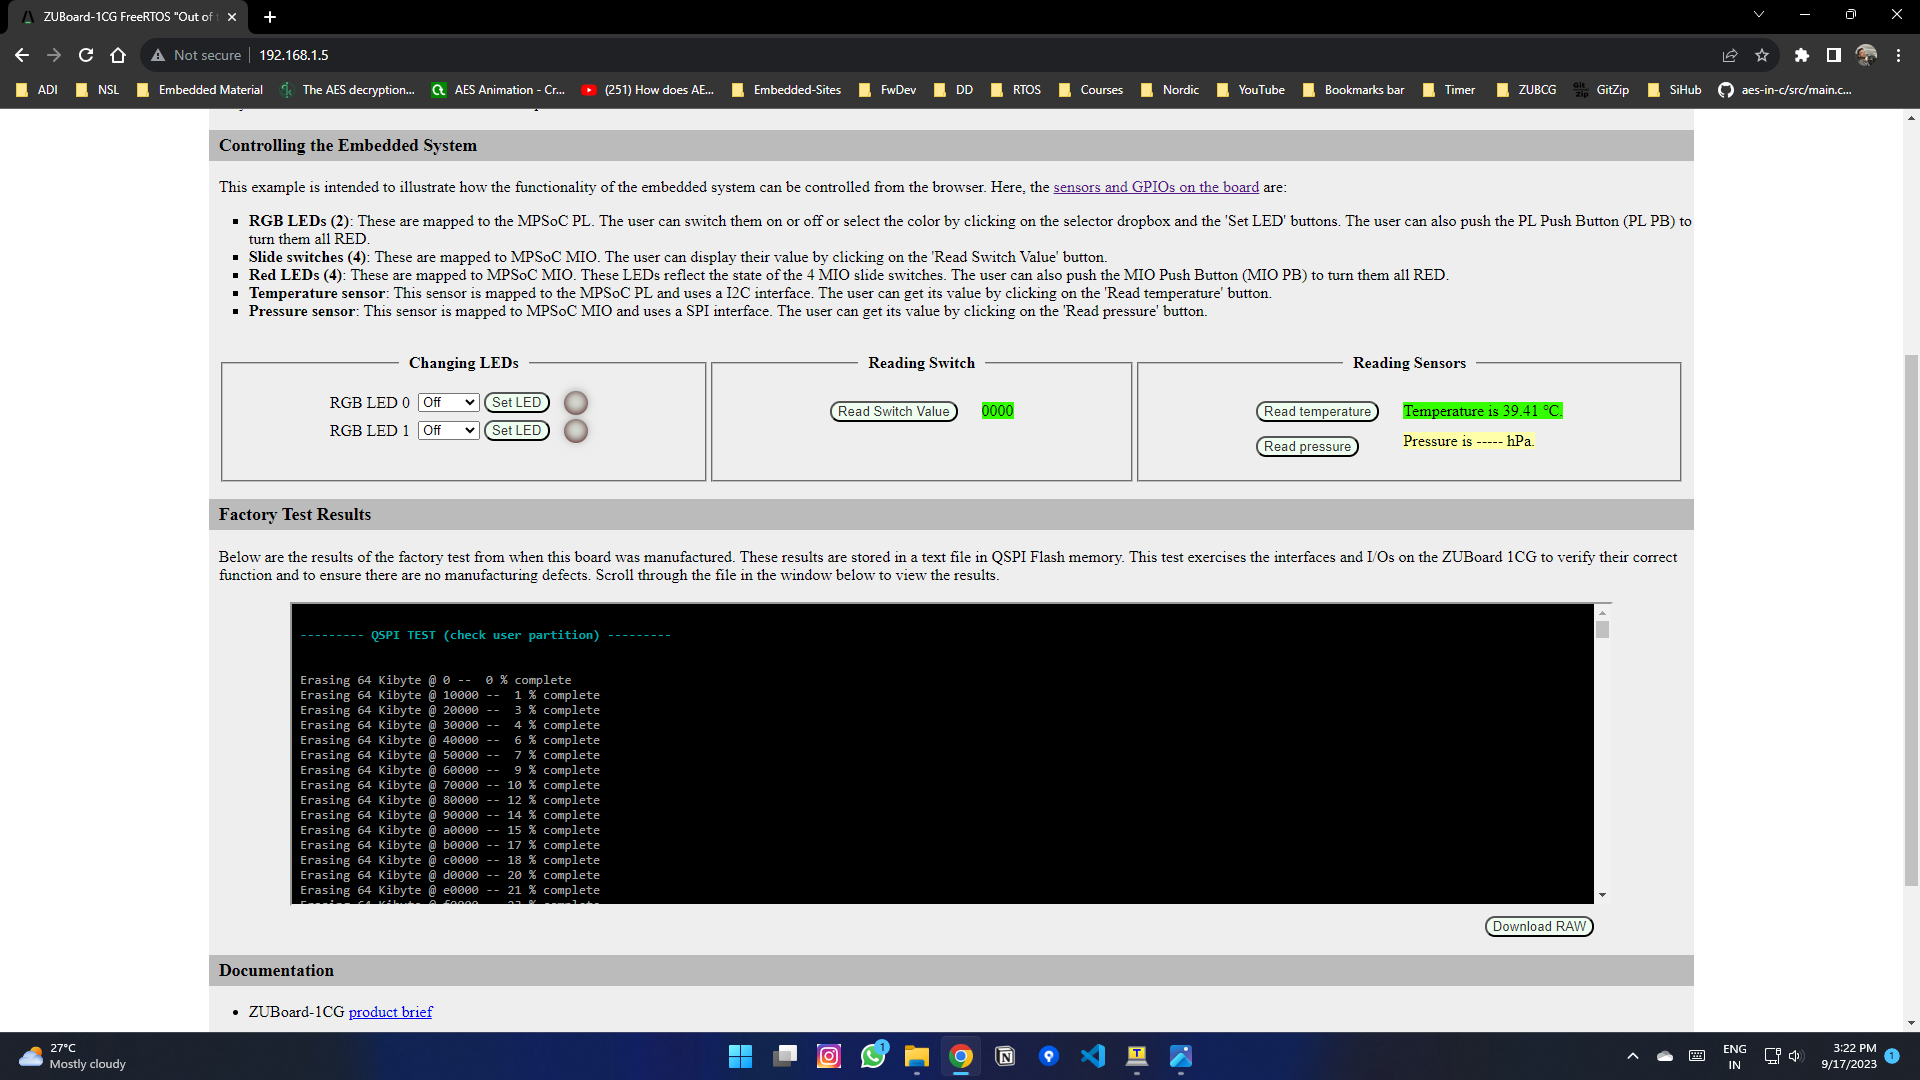 ZUBoard-1CG FreeRTOS "Out of
Not secure
192.168.1.5
ADI
NSL
Embedded Material
The AES decryption...
AES Animation - Cr...
(251) How does AE...
Embedded-Sites
FwDev
DD
RTOS
Courses
Nordic
YouTube
Bookmarks bar
Timer
ZUBCG
GitZip
SiHub
aes-in-c/src/main.c...
Controlling the Embedded System
This example is intended to illustrate how the functionality of the embedded system can be controlled from the browser. Here, the sensors and GPIOs on the board are:
RGB LEDs (2): These are mapped to the MPSoC PL. The user can switch them on or off or select the color by clicking on the selector dropbox and the 'Set LED' buttons. The user can also push the PL Push Button (PL PB) to
turn them all RED.
Slide switches (4): These are mapped to MPSoC MIO. The user can display their value by clicking on the 'Read Switch Value' button.
Red LEDs (4): These are mapped to MPSoC MIO. These LEDs reflect the state of the 4 MIO slide switches. The user can also push the MIO Push Button (MIO PB) to turn them all RED.
Temperature sensor: This sensor is mapped to the MPSoC PL and uses a I2C interface. The user can get its value by clicking on the 'Read temperature' button.
Pressure sensor: This sensor is mapped to MPSoC MIO and uses a SPI interface. The user can get its value by clicking on the 'Read pressure' button.
Changing LEDs
RGB LED 0 Off Set LED
RGB LED 1 Off Set LED
Reading Switch
Read Switch Value 0000
Reading Sensors
Read temperature Temperature is 39.41 °C.
Read pressure Pressure is ----- hPa.
Factory Test Results
Below are the results of the factory test from when this board was manufactured. These results are stored in a text file in QSPI Flash memory. This test exercises the interfaces and I/Os on the ZUBoard 1CG to verify their correct
function and to ensure there are no manufacturing defects. Scroll through the file in the window below to view the results.
--------- QSPI TEST (check user partition) ---------
Erasing 64 Kibyte @ 0 --  0 % complete
Erasing 64 Kibyte @ 10000 --  1 % complete
Erasing 64 Kibyte @ 20000 --  3 % complete
Erasing 64 Kibyte @ 30000 --  4 % complete
Erasing 64 Kibyte @ 40000 --  6 % complete
Erasing 64 Kibyte @ 50000 --  7 % complete
Erasing 64 Kibyte @ 60000 --  9 % complete
Erasing 64 Kibyte @ 70000 -- 10 % complete
Erasing 64 Kibyte @ 80000 -- 12 % complete
Erasing 64 Kibyte @ 90000 -- 14 % complete
Erasing 64 Kibyte @ a0000 -- 15 % complete
Erasing 64 Kibyte @ b0000 -- 17 % complete
Erasing 64 Kibyte @ c0000 -- 18 % complete
Erasing 64 Kibyte @ d0000 -- 20 % complete
Erasing 64 Kibyte @ e0000 -- 21 % complete
Download RAW
Documentation
ZUBoard-1CG product brief
27°C
Mostly cloudy
1
ENG
IN
3:22 PM
9/17/2023
1